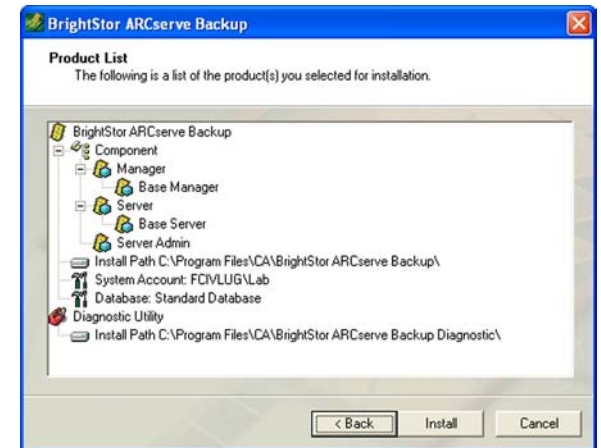 BrightStor ARCserve Backup
Product List
The following is a list of the product(s) you selected for installation.
BrightStor ARCserve Backup
Component
Manager
Base Manager
Server
Base Server
Server Admin
Install Path C:\Program Files\CA\BrightStor ARCserve Backup\
System Account: FCIVLUG\Lab
Database: Standard Database
Diagnostic Utility
Install Path C:\Program Files\CA\BrightStor ARCserve Backup Diagnostic\
< Back Install Cancel